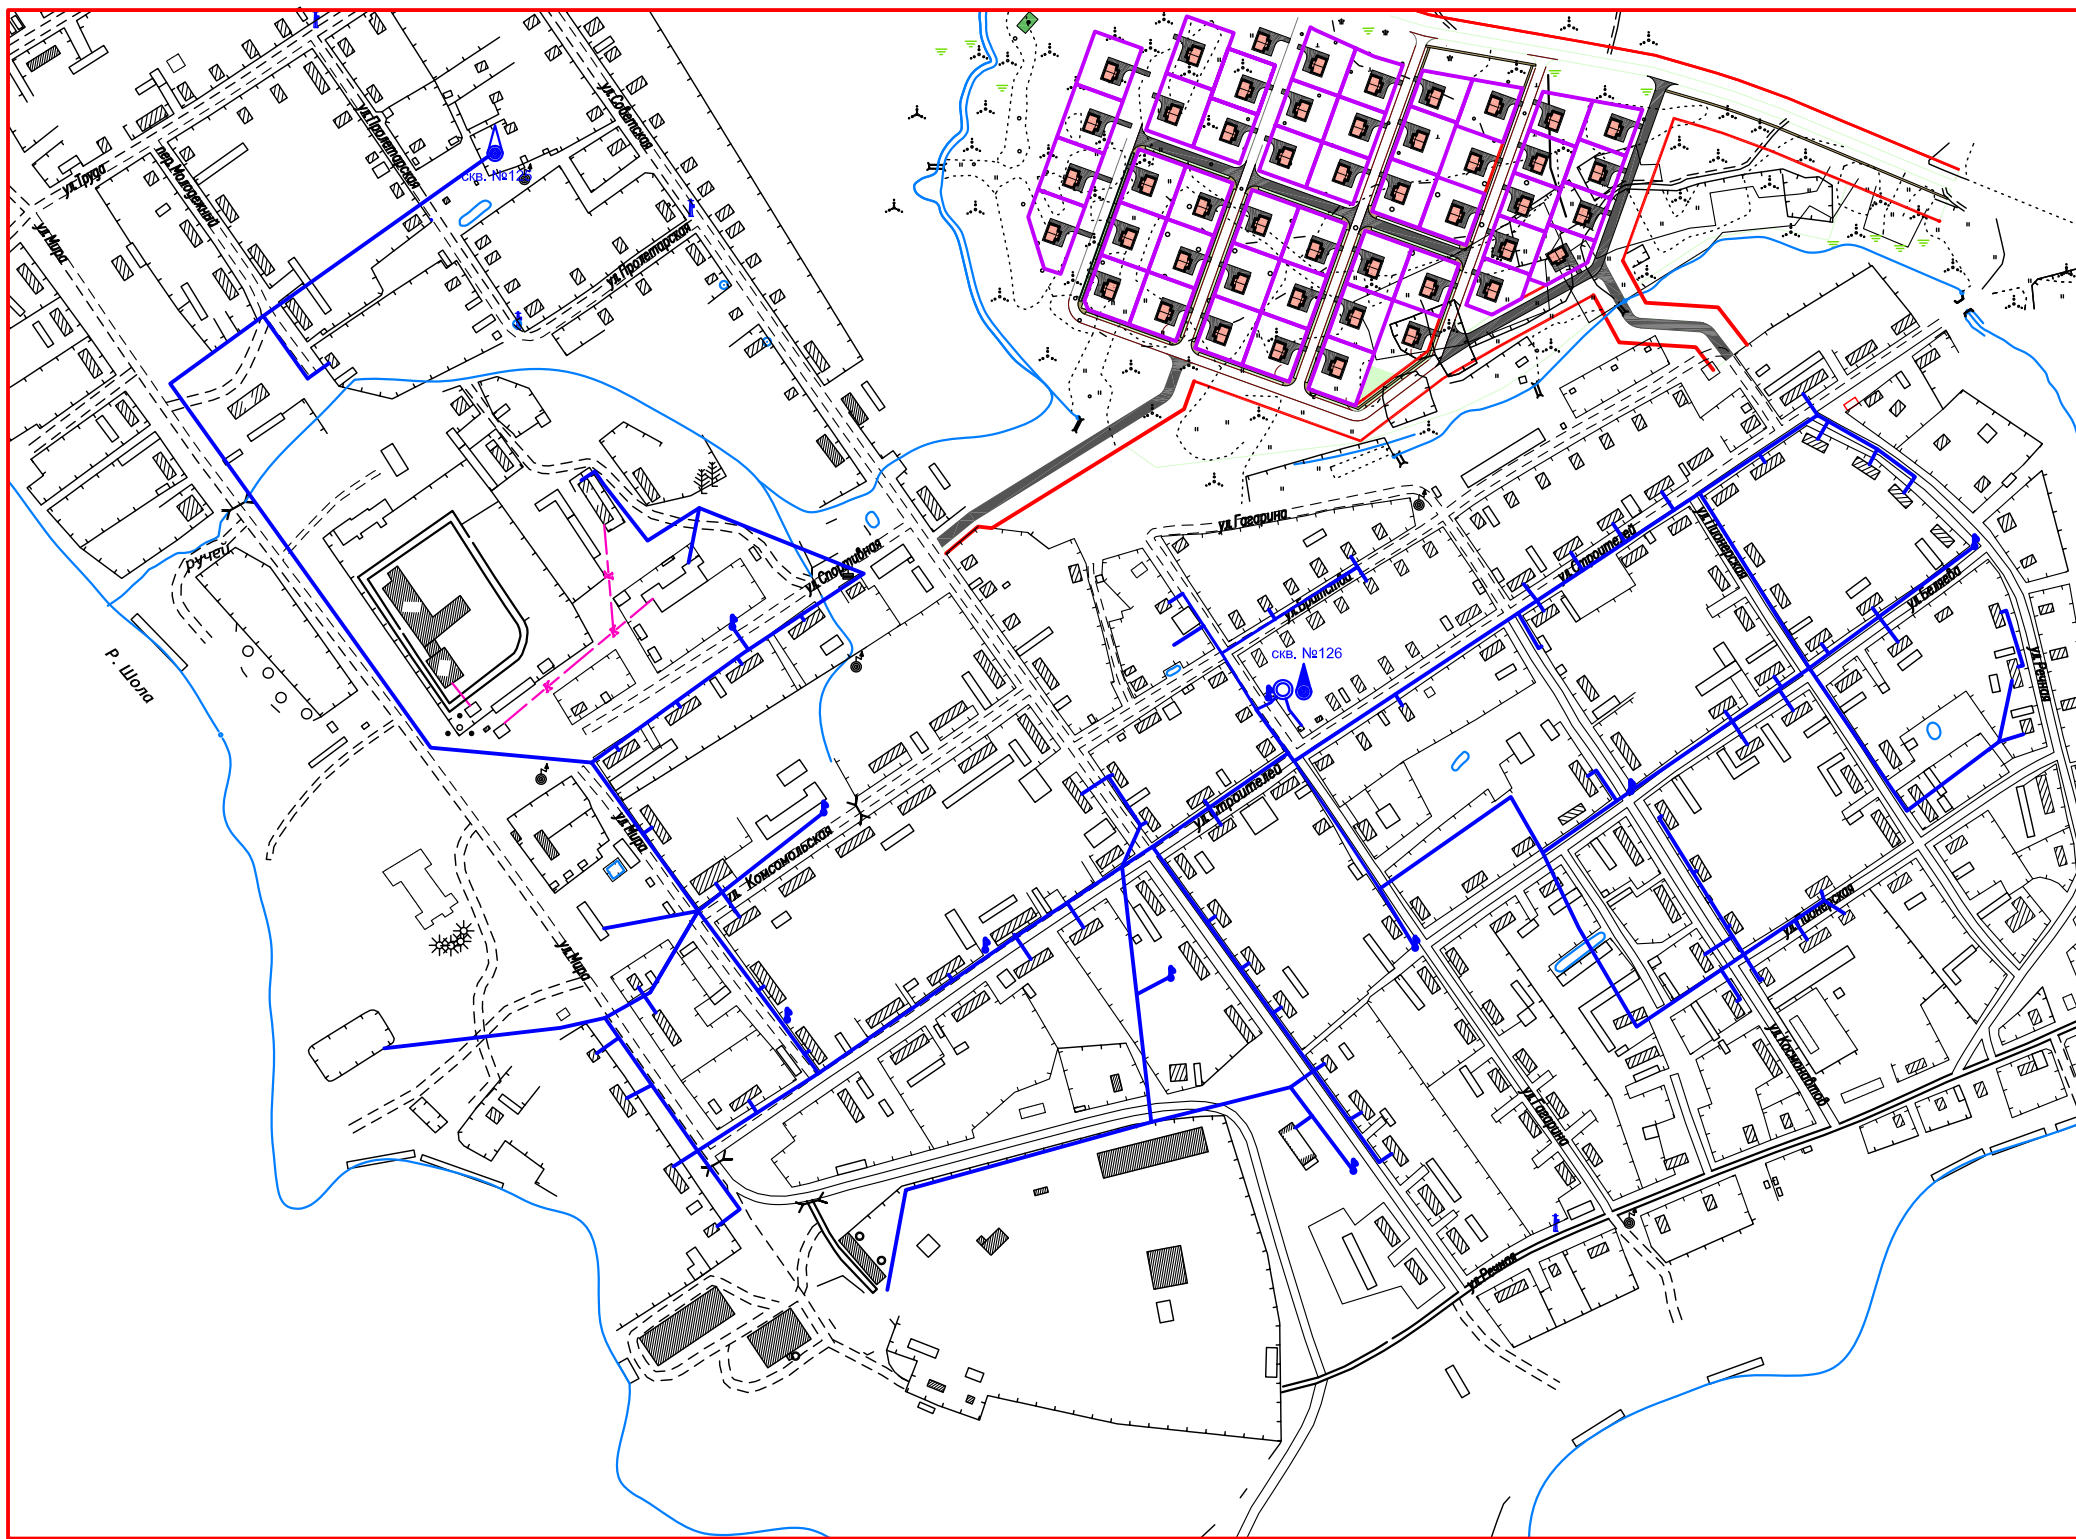 ул.Советская
ул.Пролетарская
скв. №125
пер.Молодежный
ул.Труда
ул.Мира
ул.Пролетарская
ул.Гагарина
ул.Спортивная
ул.Строителей
ул.Пионерская
ул.Беляева
ручей
ул.Братства
скв. №126
Р. Шола
ул.Речная
ул.Строителей
ул.Мира
ул. Комсомольская
ул.Пионерская
ул.Мира
ул.Космонавтов
ул.Гагарина
ул.Речная